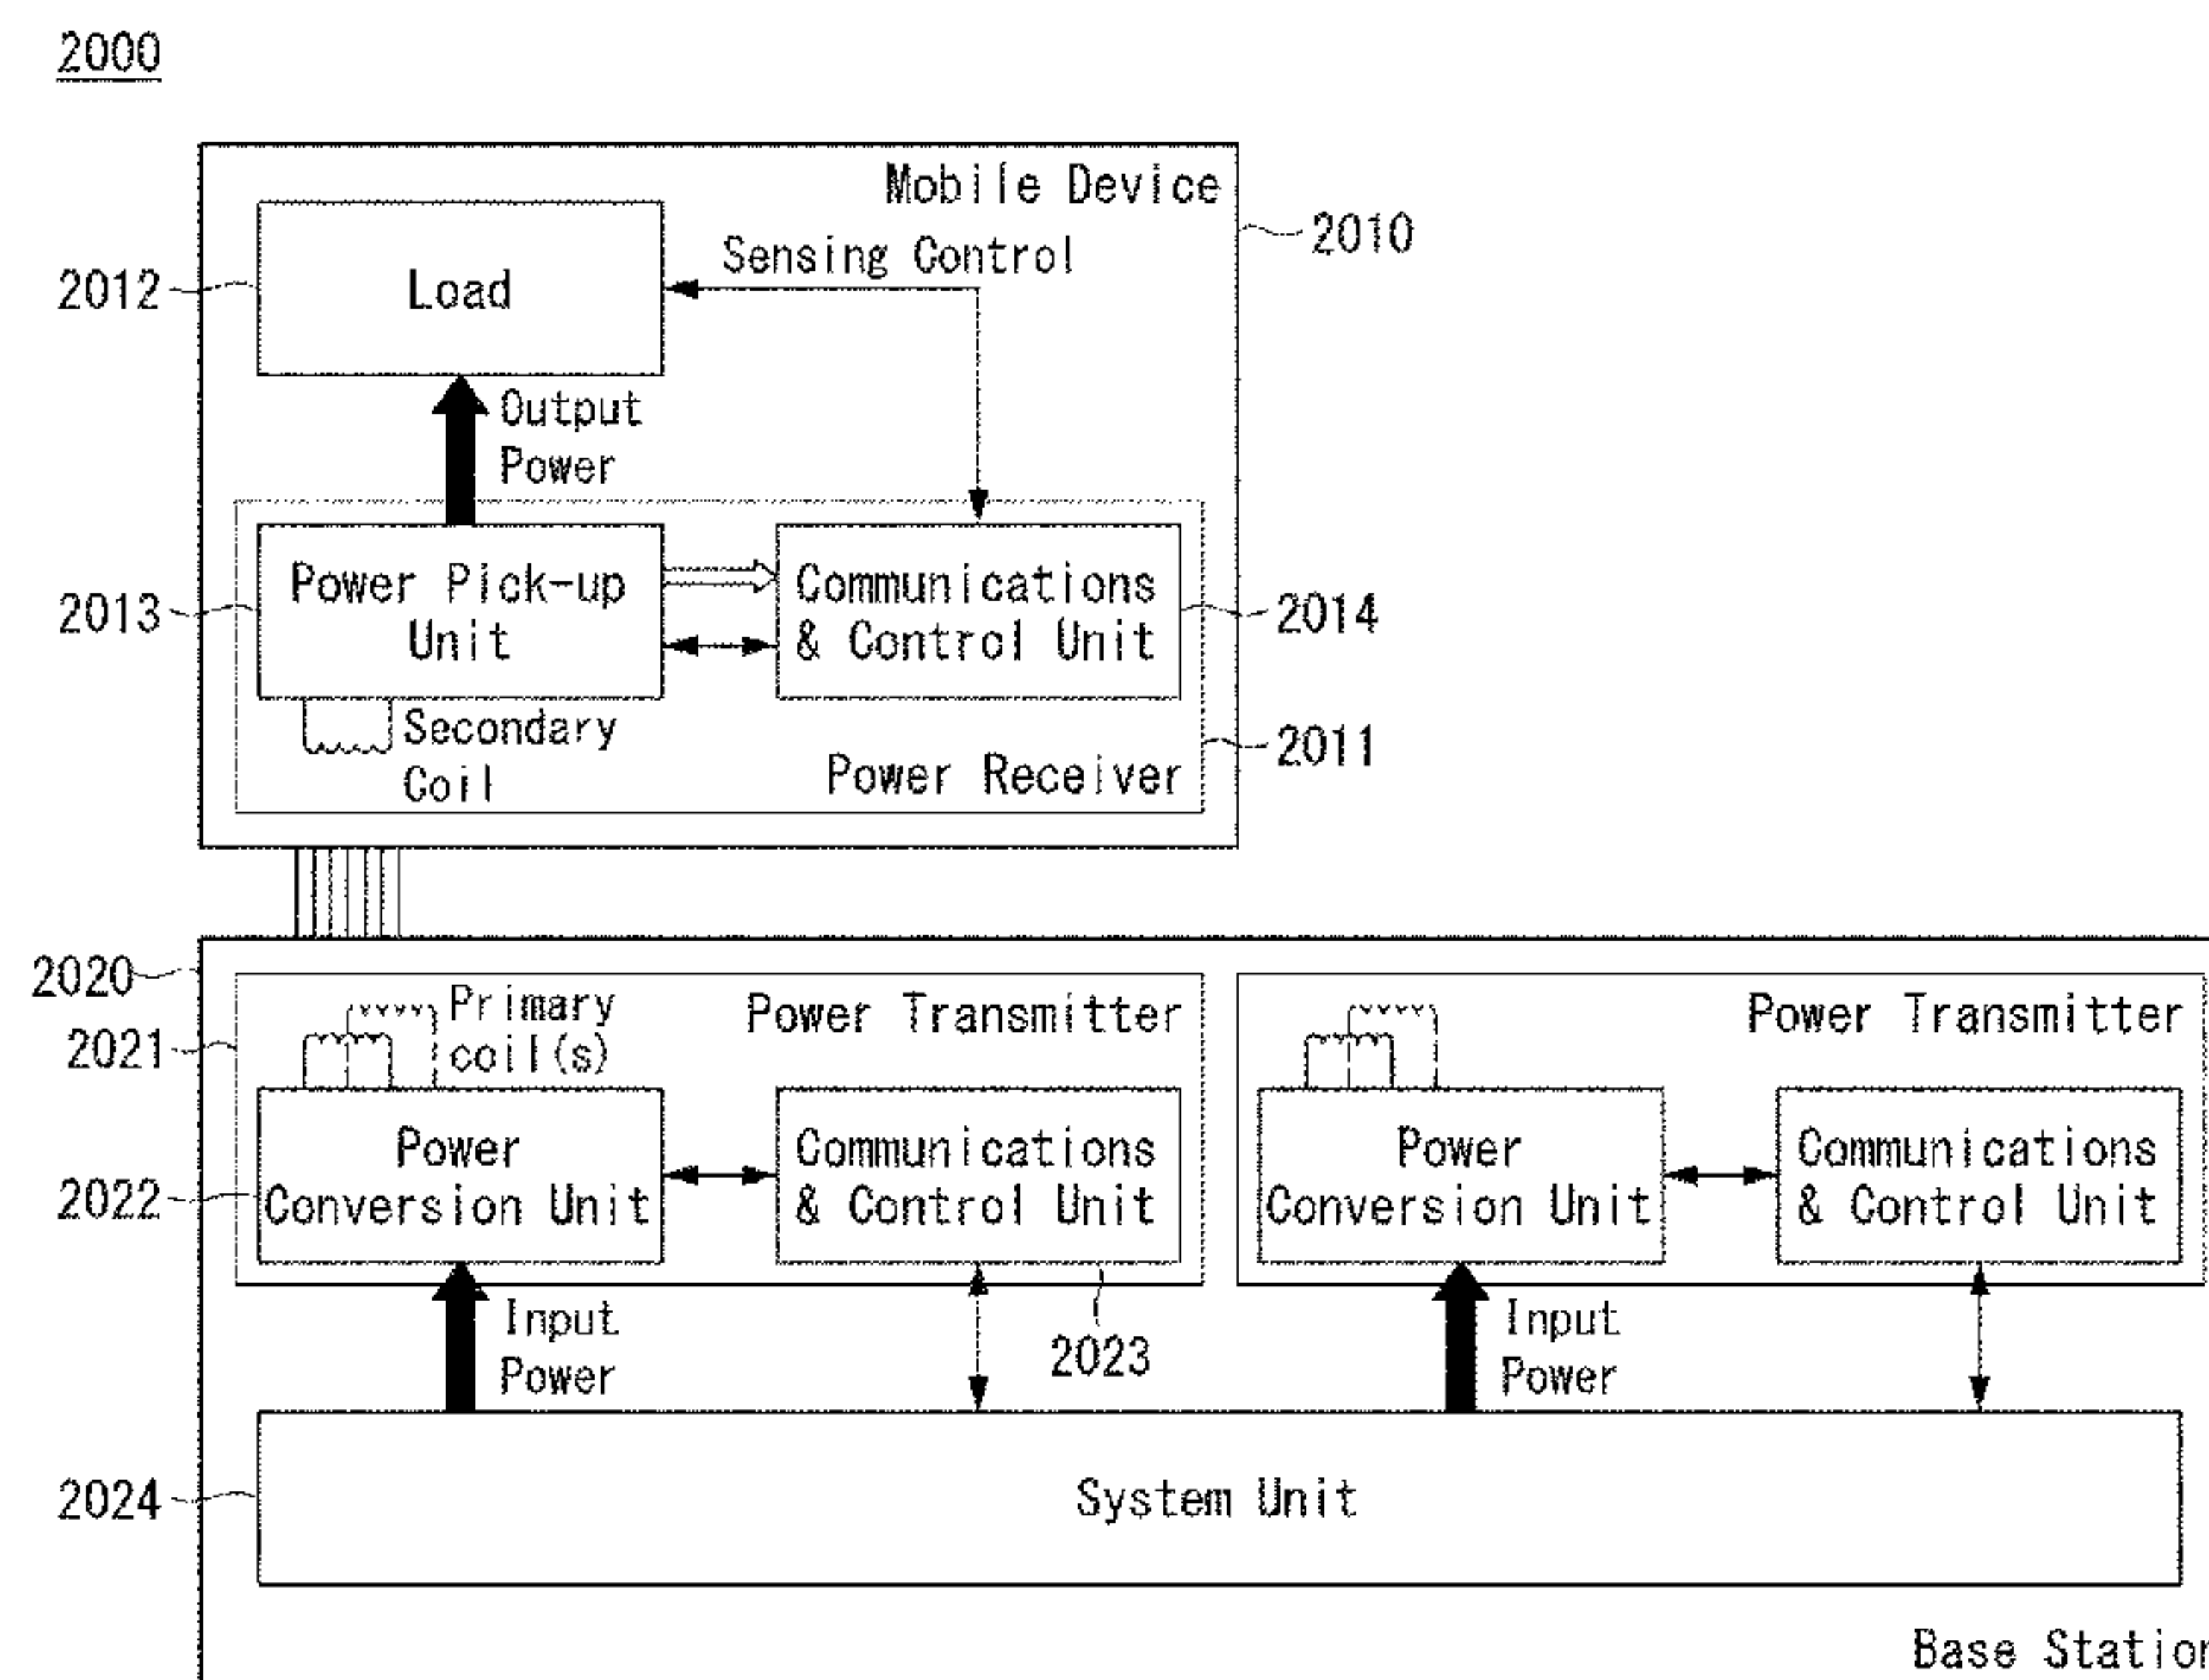 2000
Mobile Device
2010
Sensing Control
2012
Load
Output
Power
2013
Power Pick-up
Unit
Communications
& Control Unit
2014
Secondary
Coil
2011
Power Receiver
2020
2021
Primary
coil(s)
Power Transmitter
Power Transmitter
2022
Power
Conversion Unit
Communications
& Control Unit
Power
Conversion Unit
Communications
& Control Unit
Input
Power
2023
Input
Power
2024
System Unit
Base Station